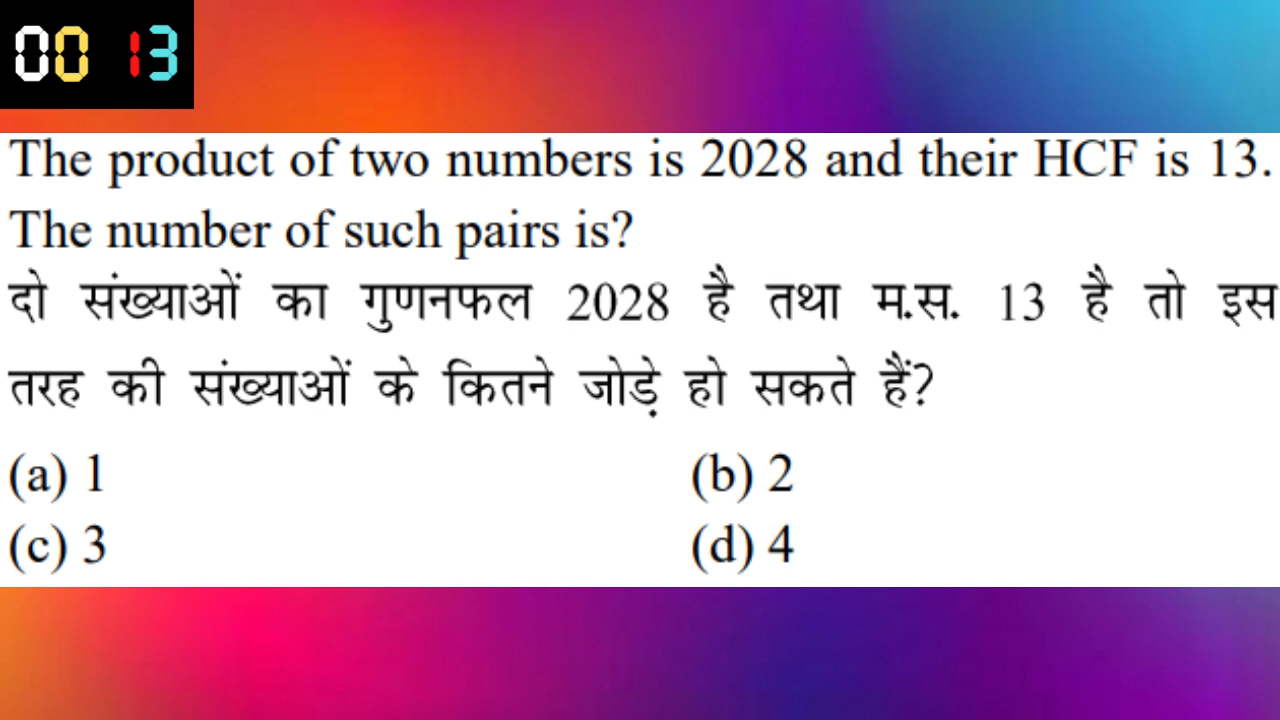 00 13
The product of two numbers is 2028 and their HCF is 13.
The number of such pairs is?
दो संख्याओं का गुणनफल 2028 है तथा म.स. 13 है तो इस
तरह की संख्याओं के कितने जोड़े हो सकते हैं?
(a) 1 (b) 2
(c) 3 (d) 4